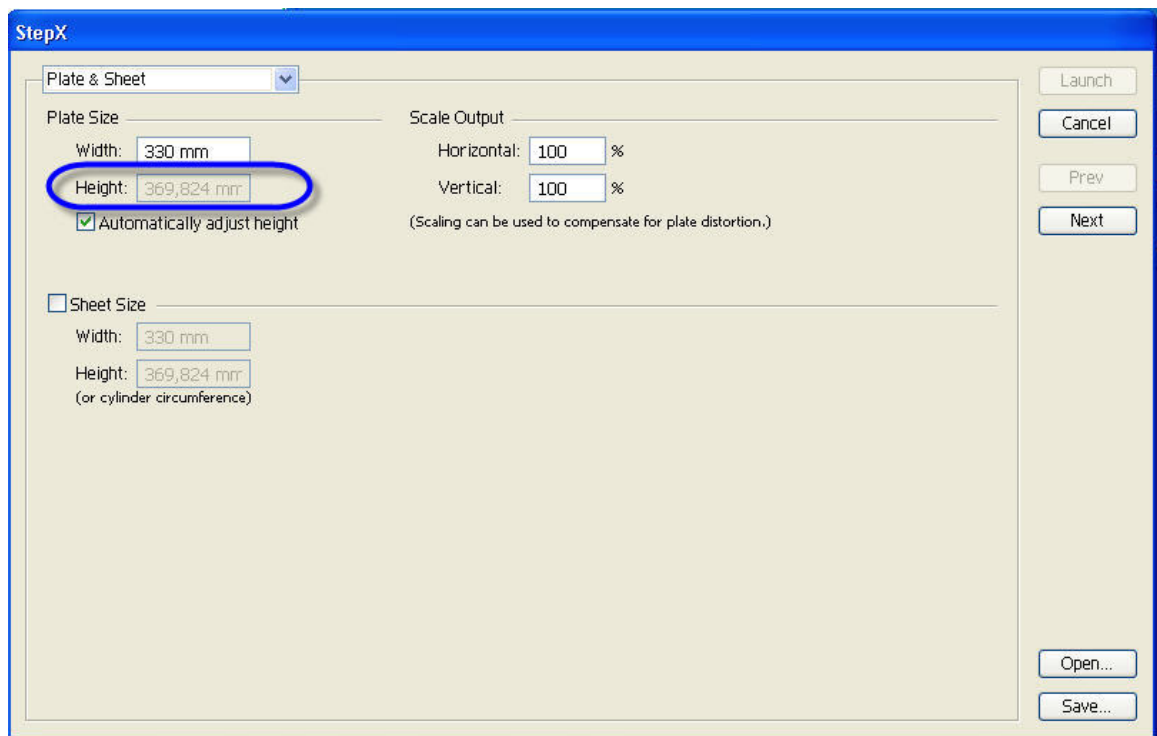 StepX
Plate & Sheet
Launch
Cancel
Prev
Next
Plate Size
Width: 330 mm
Height: 369,824 mm
Automatically adjust height
Scale Output
Horizontal: 100 %
Vertical: 100 %
(Scaling can be used to compensate for plate distortion.)
Sheet Size
Width: 330 mm
Height: 369,824 mm
(or cylinder circumference)
Open...
Save...